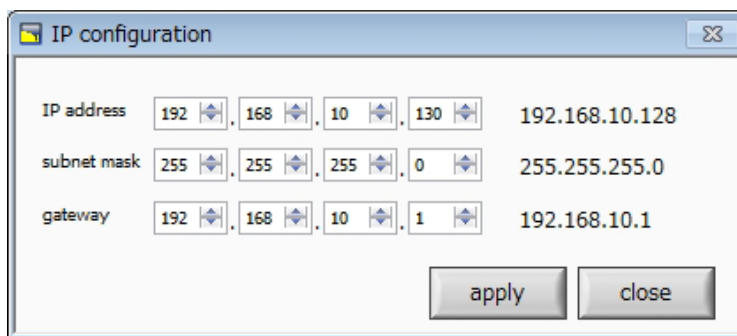 IP configuration
IP address 192 . 168 . 10 . 130 192.168.10.128
subnet mask 255 . 255 . 255 . 0 255.255.255.0
gateway 192 . 168 . 10 . 1 192.168.10.1
apply close